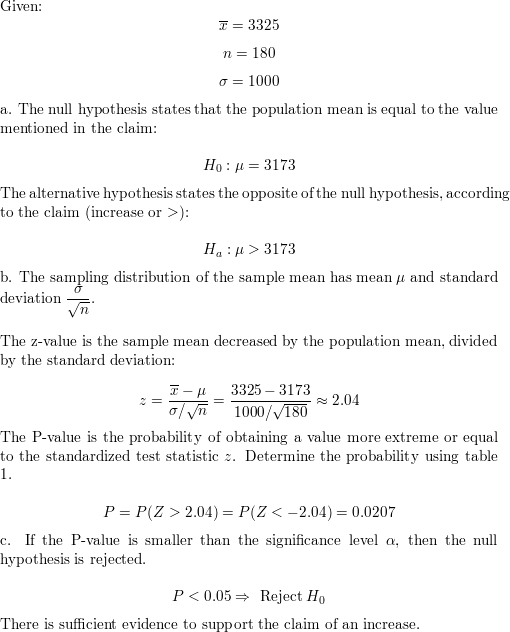 Given:
x̅ = 3325
n = 180
σ = 1000
a. The null hypothesis states that the population mean is equal to the value
mentioned in the claim:
H₀ : μ = 3173
The alternative hypothesis states the opposite of the null hypothesis, according
to the claim (increase or >):
Hₐ : μ > 3173
b. The sampling distribution of the sample mean has mean μ and standard
deviation σ/√n.
The z-value is the sample mean decreased by the population mean, divided
by the standard deviation:
z = (x̅ − μ)/(σ/√n) = (3325 − 3173)/(1000/√180) ≈ 2.04
The P-value is the probability of obtaining a value more extreme or equal
to the standardized test statistic z. Determine the probability using table
1.
P = P(Z > 2.04) = P(Z < −2.04) = 0.0207
c. If the P-value is smaller than the significance level α, then the null
hypothesis is rejected.
P < 0.05 ⇒ Reject H₀
There is sufficient evidence to support the claim of an increase.